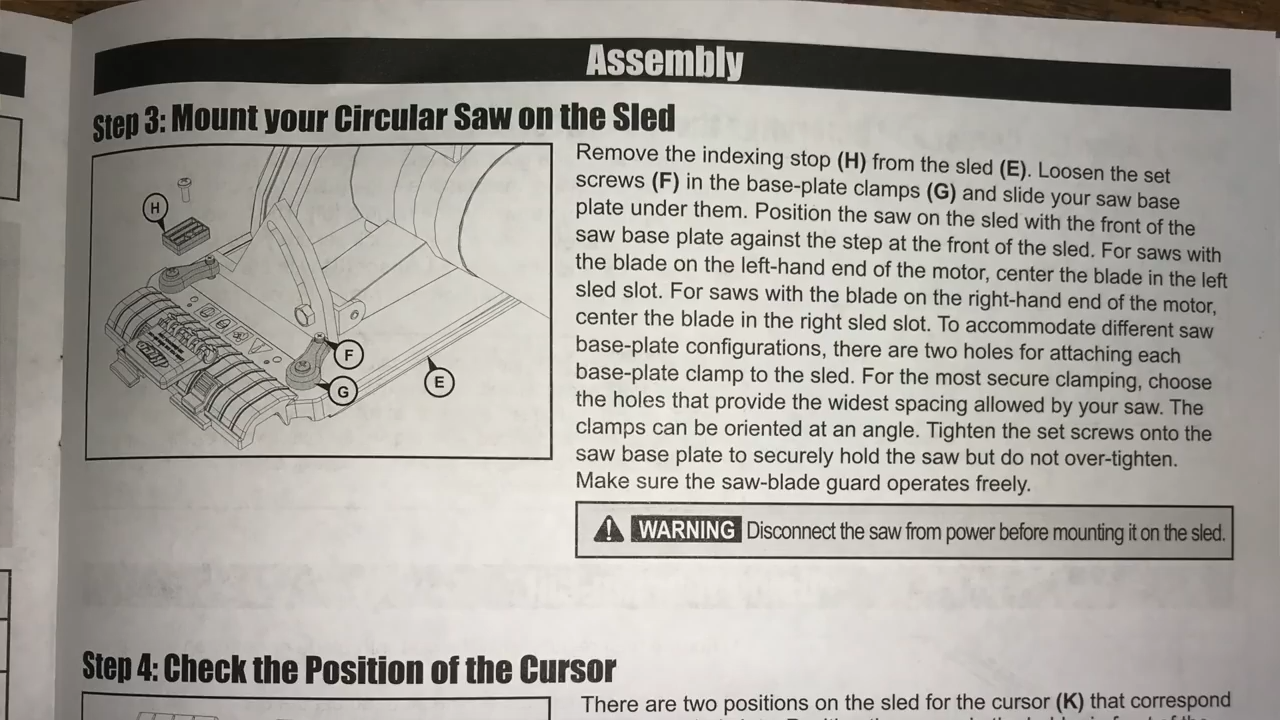 Assembly
Step 3: Mount your Circular Saw on the Sled
H
F
G
E
Remove the indexing stop (H) from the sled (E). Loosen the set
screws (F) in the base-plate clamps (G) and slide your saw base
plate under them. Position the saw on the sled with the front of the
saw base plate against the step at the front of the sled. For saws with
the blade on the left-hand end of the motor, center the blade in the left
sled slot. For saws with the blade on the right-hand end of the motor,
center the blade in the right sled slot. To accommodate different saw
base-plate configurations, there are two holes for attaching each
base-plate clamp to the sled. For the most secure clamping, choose
the holes that provide the widest spacing allowed by your saw. The
clamps can be oriented at an angle. Tighten the set screws onto the
saw base plate to securely hold the saw but do not over-tighten.
Make sure the saw-blade guard operates freely.
WARNING Disconnect the saw from power before mounting it on the sled.
Step 4: Check the Position of the Cursor
There are two positions on the sled for the cursor (K) that correspond